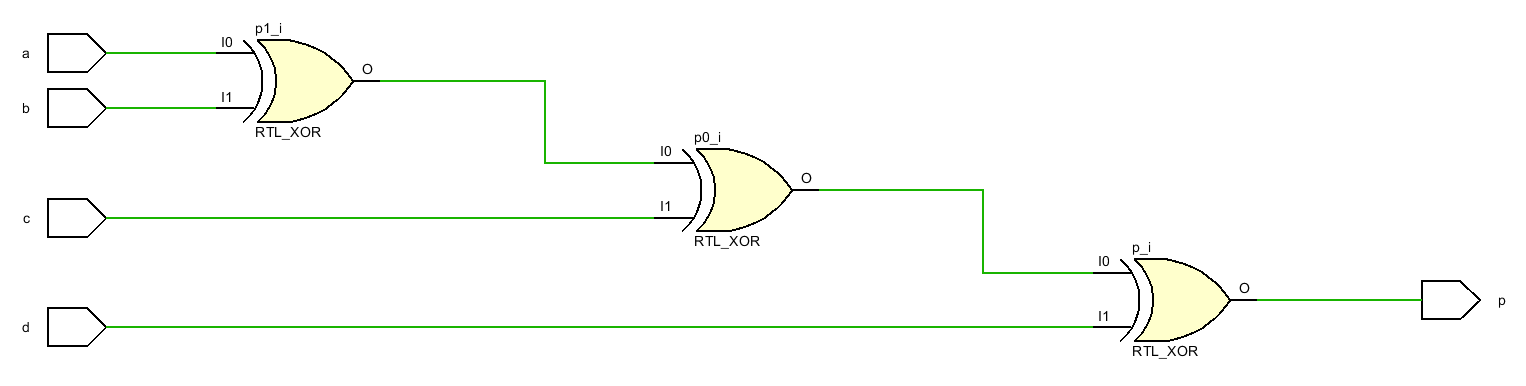 p1_i
a
I0
O
b
I1
RTL_XOR
p0_i
I0
O
c
I1
RTL_XOR
p_i
I0
O
p
d
I1
RTL_XOR